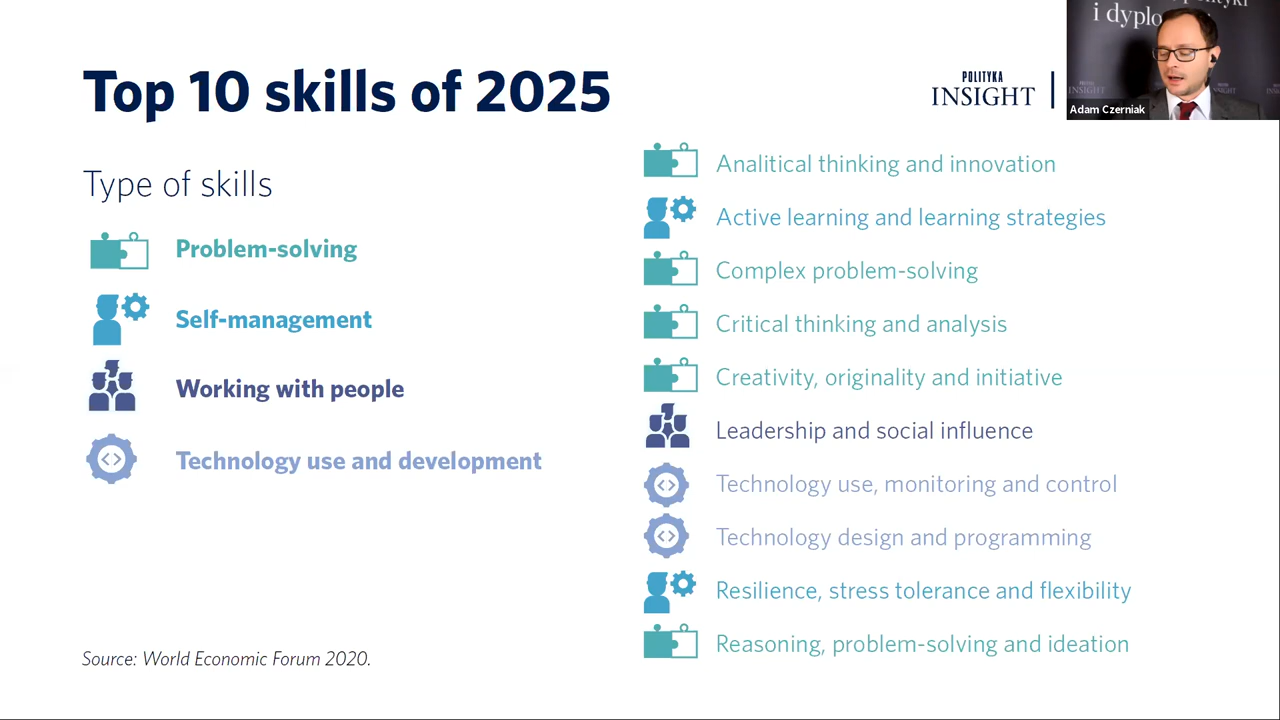 Top 10 skills of 2025
POLITYKA
INSIGHT
i dyplo
INSIGHT
Adam Czerniak
Type of skills
Problem-solving
Self-management
Working with people
Technology use and development
Analitical thinking and innovation
Active learning and learning strategies
Complex problem-solving
Critical thinking and analysis
Creativity, originality and initiative
Leadership and social influence
Technology use, monitoring and control
Technology design and programming
Resilience, stress tolerance and flexibility
Reasoning, problem-solving and ideation
Source: World Economic Forum 2020.